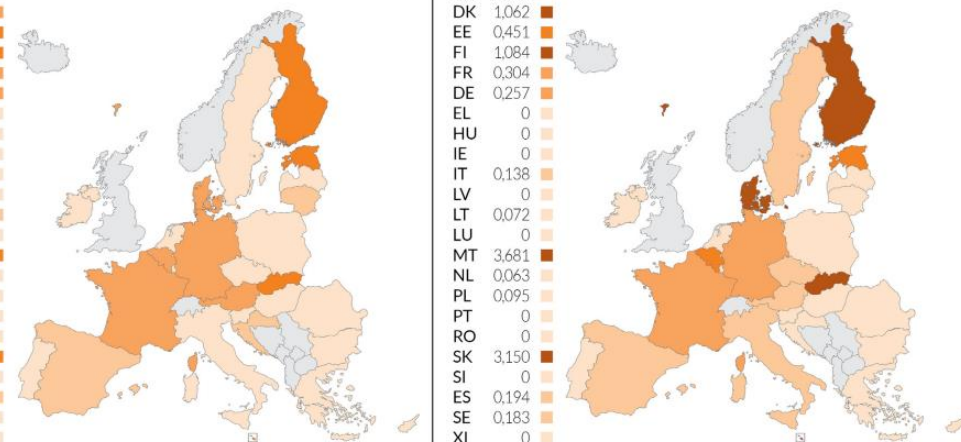 DK 1,062
EE 0,451
FI 1,084
FR 0,304
DE 0,257
EL 0
HU 0
IE 0
IT 0,138
LV 0
LT 0,072
LU 0
MT 3,681
NL 0,063
PL 0,095
PT 0
RO 0
SK 3,150
SI 0
ES 0,194
SE 0,183
XI 0